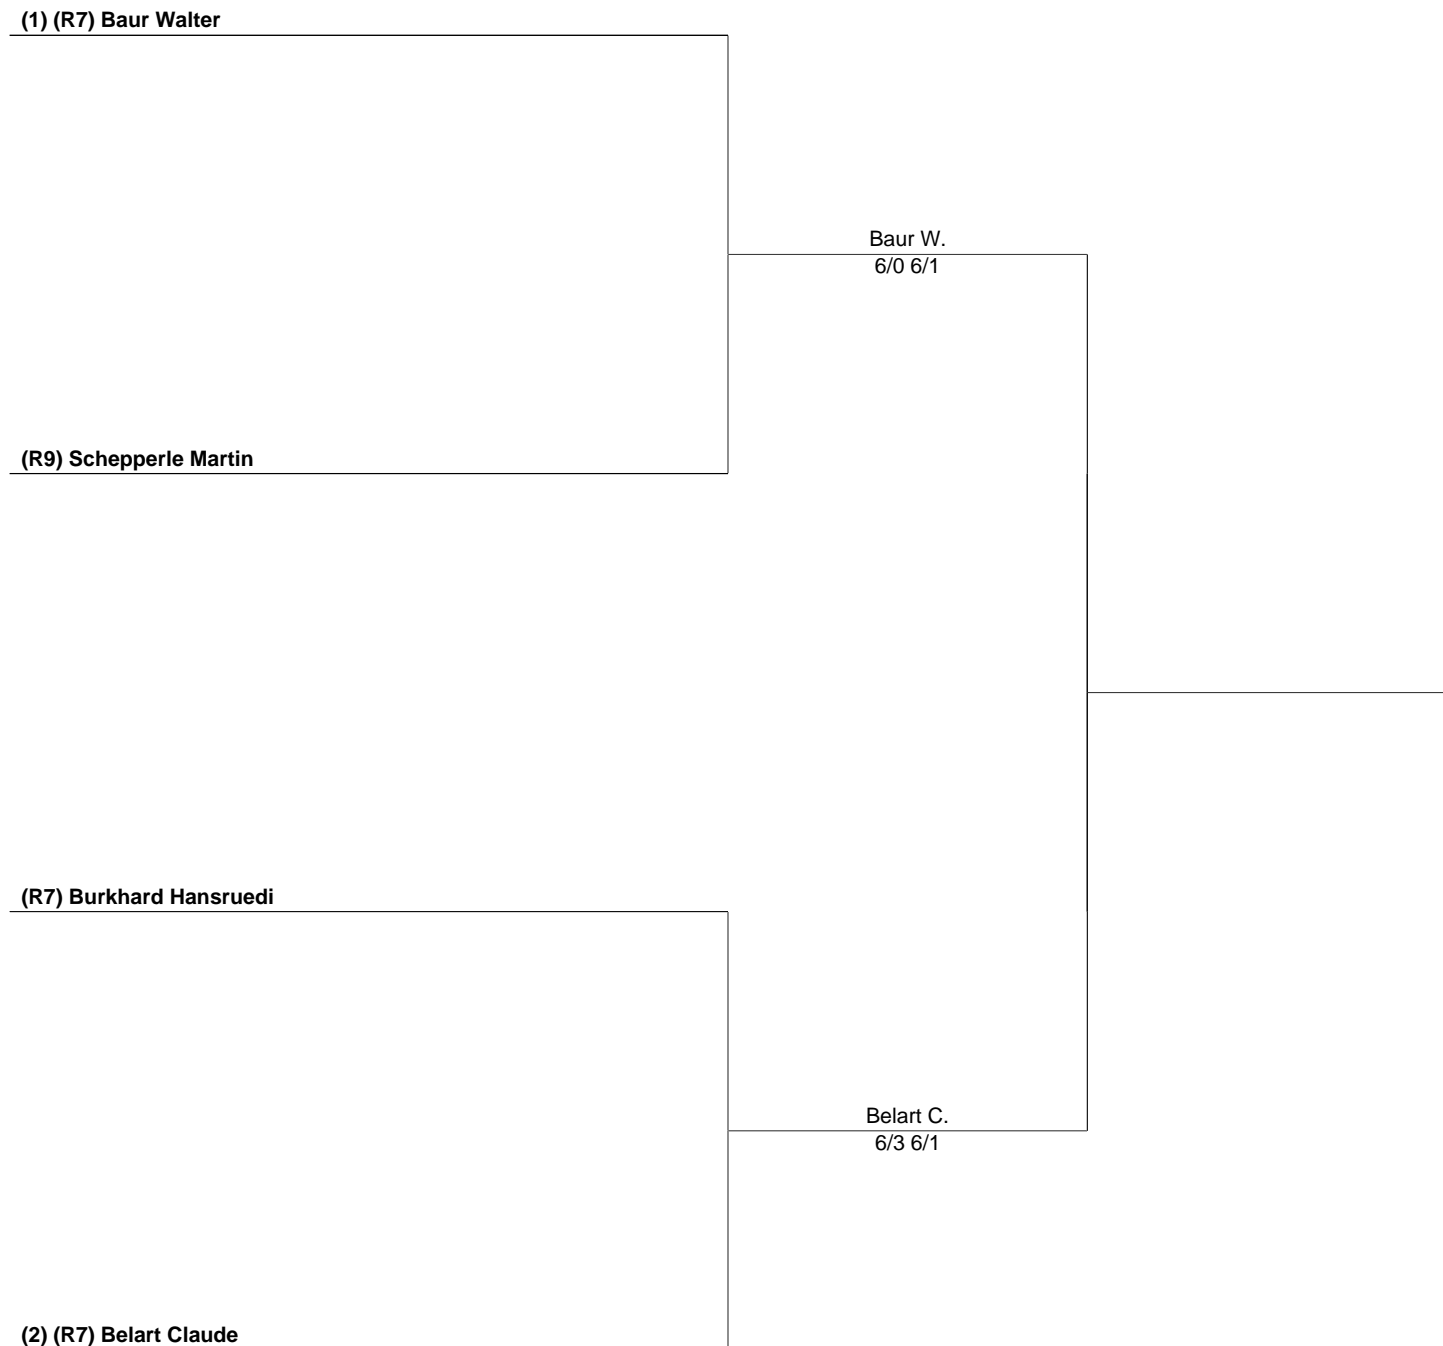 (1) (R7) Baur Walter
Baur W.
6/0 6/1
(R9) Schepperle Martin
(R7) Burkhard Hansruedi
Belart C.
6/3 6/1
(2) (R7) Belart Claude